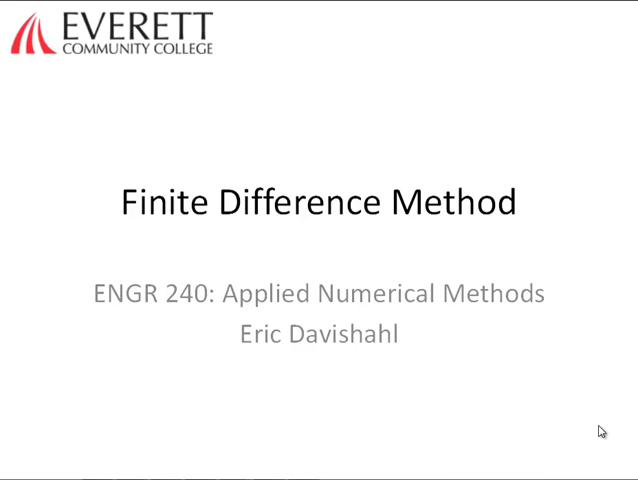 EVERETT
COMMUNITY COLLEGE
Finite Difference Method
ENGR 240: Applied Numerical Methods
Eric Davishahl